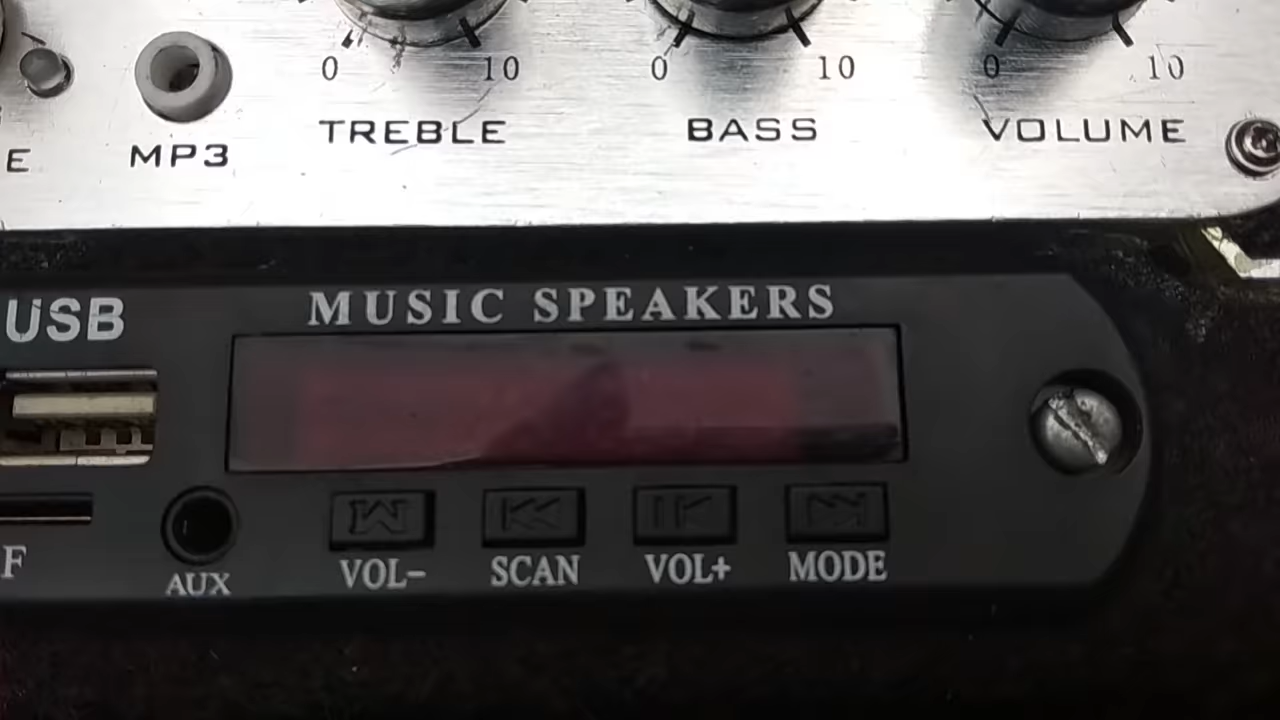 0 10 0 10 0 10
TREBLE BASS VOLUME
E MP3
USB MUSIC SPEAKERS
F AUX VOL- SCAN VOL+ MODE